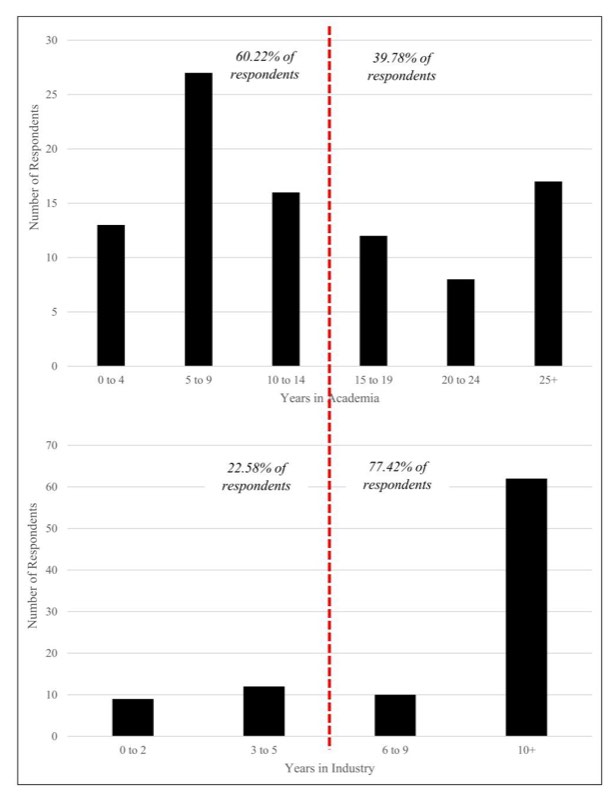 30
60.22% of
respondents
39.78% of
respondents
25
20
15
10
5
0
Number of Respondents
0 to 4 5 to 9 10 to 14 15 to 19 20 to 24 25+
Years in Academia
70
22.58% of
respondents
77.42% of
respondents
60
50
40
30
20
10
0
Number of Respondents
0 to 2 3 to 5 6 to 9 10+
Years in Industry